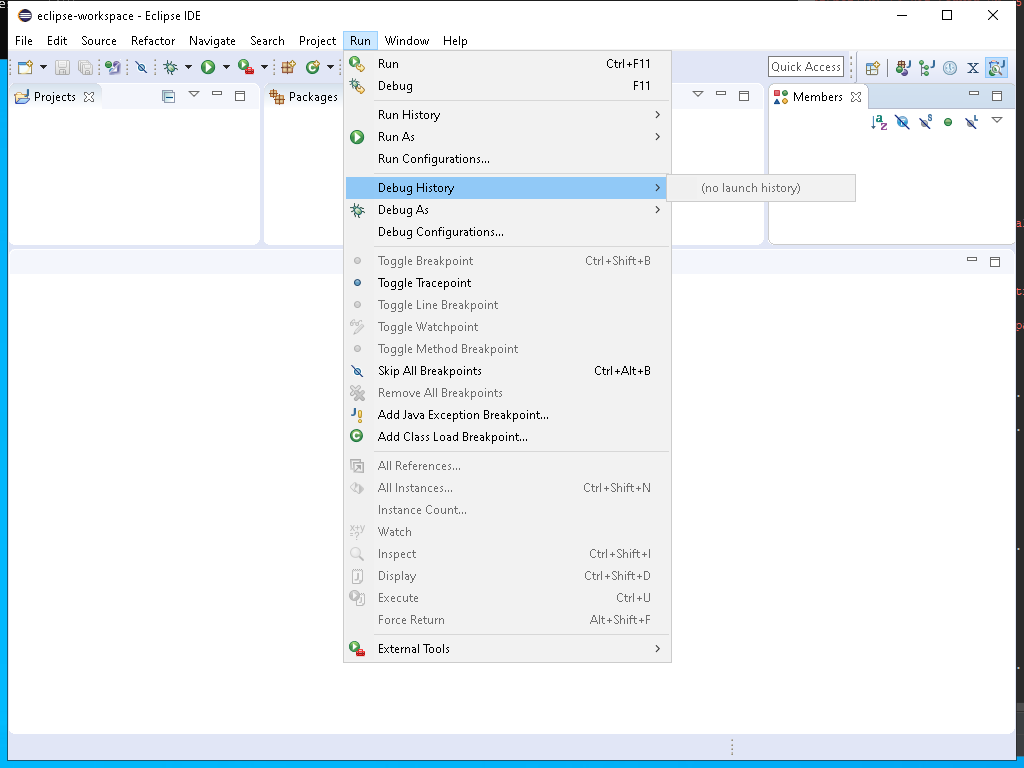 eclipse-workspace - Eclipse IDE
File Edit Source Refactor Navigate Search Project Run Window Help
Quick Access
Projects
Packages
Members
Run Ctrl+F11
Debug F11
Run History
Run As
Run Configurations...
Debug History
(no launch history)
Debug As
Debug Configurations...
Toggle Breakpoint Ctrl+Shift+B
Toggle Tracepoint
Toggle Line Breakpoint
Toggle Watchpoint
Toggle Method Breakpoint
Skip All Breakpoints Ctrl+Alt+B
Remove All Breakpoints
Add Java Exception Breakpoint...
Add Class Load Breakpoint...
All References...
All Instances... Ctrl+Shift+N
Instance Count...
Watch
Inspect Ctrl+Shift+I
Display Ctrl+Shift+D
Execute Ctrl+U
Force Return Alt+Shift+F
External Tools